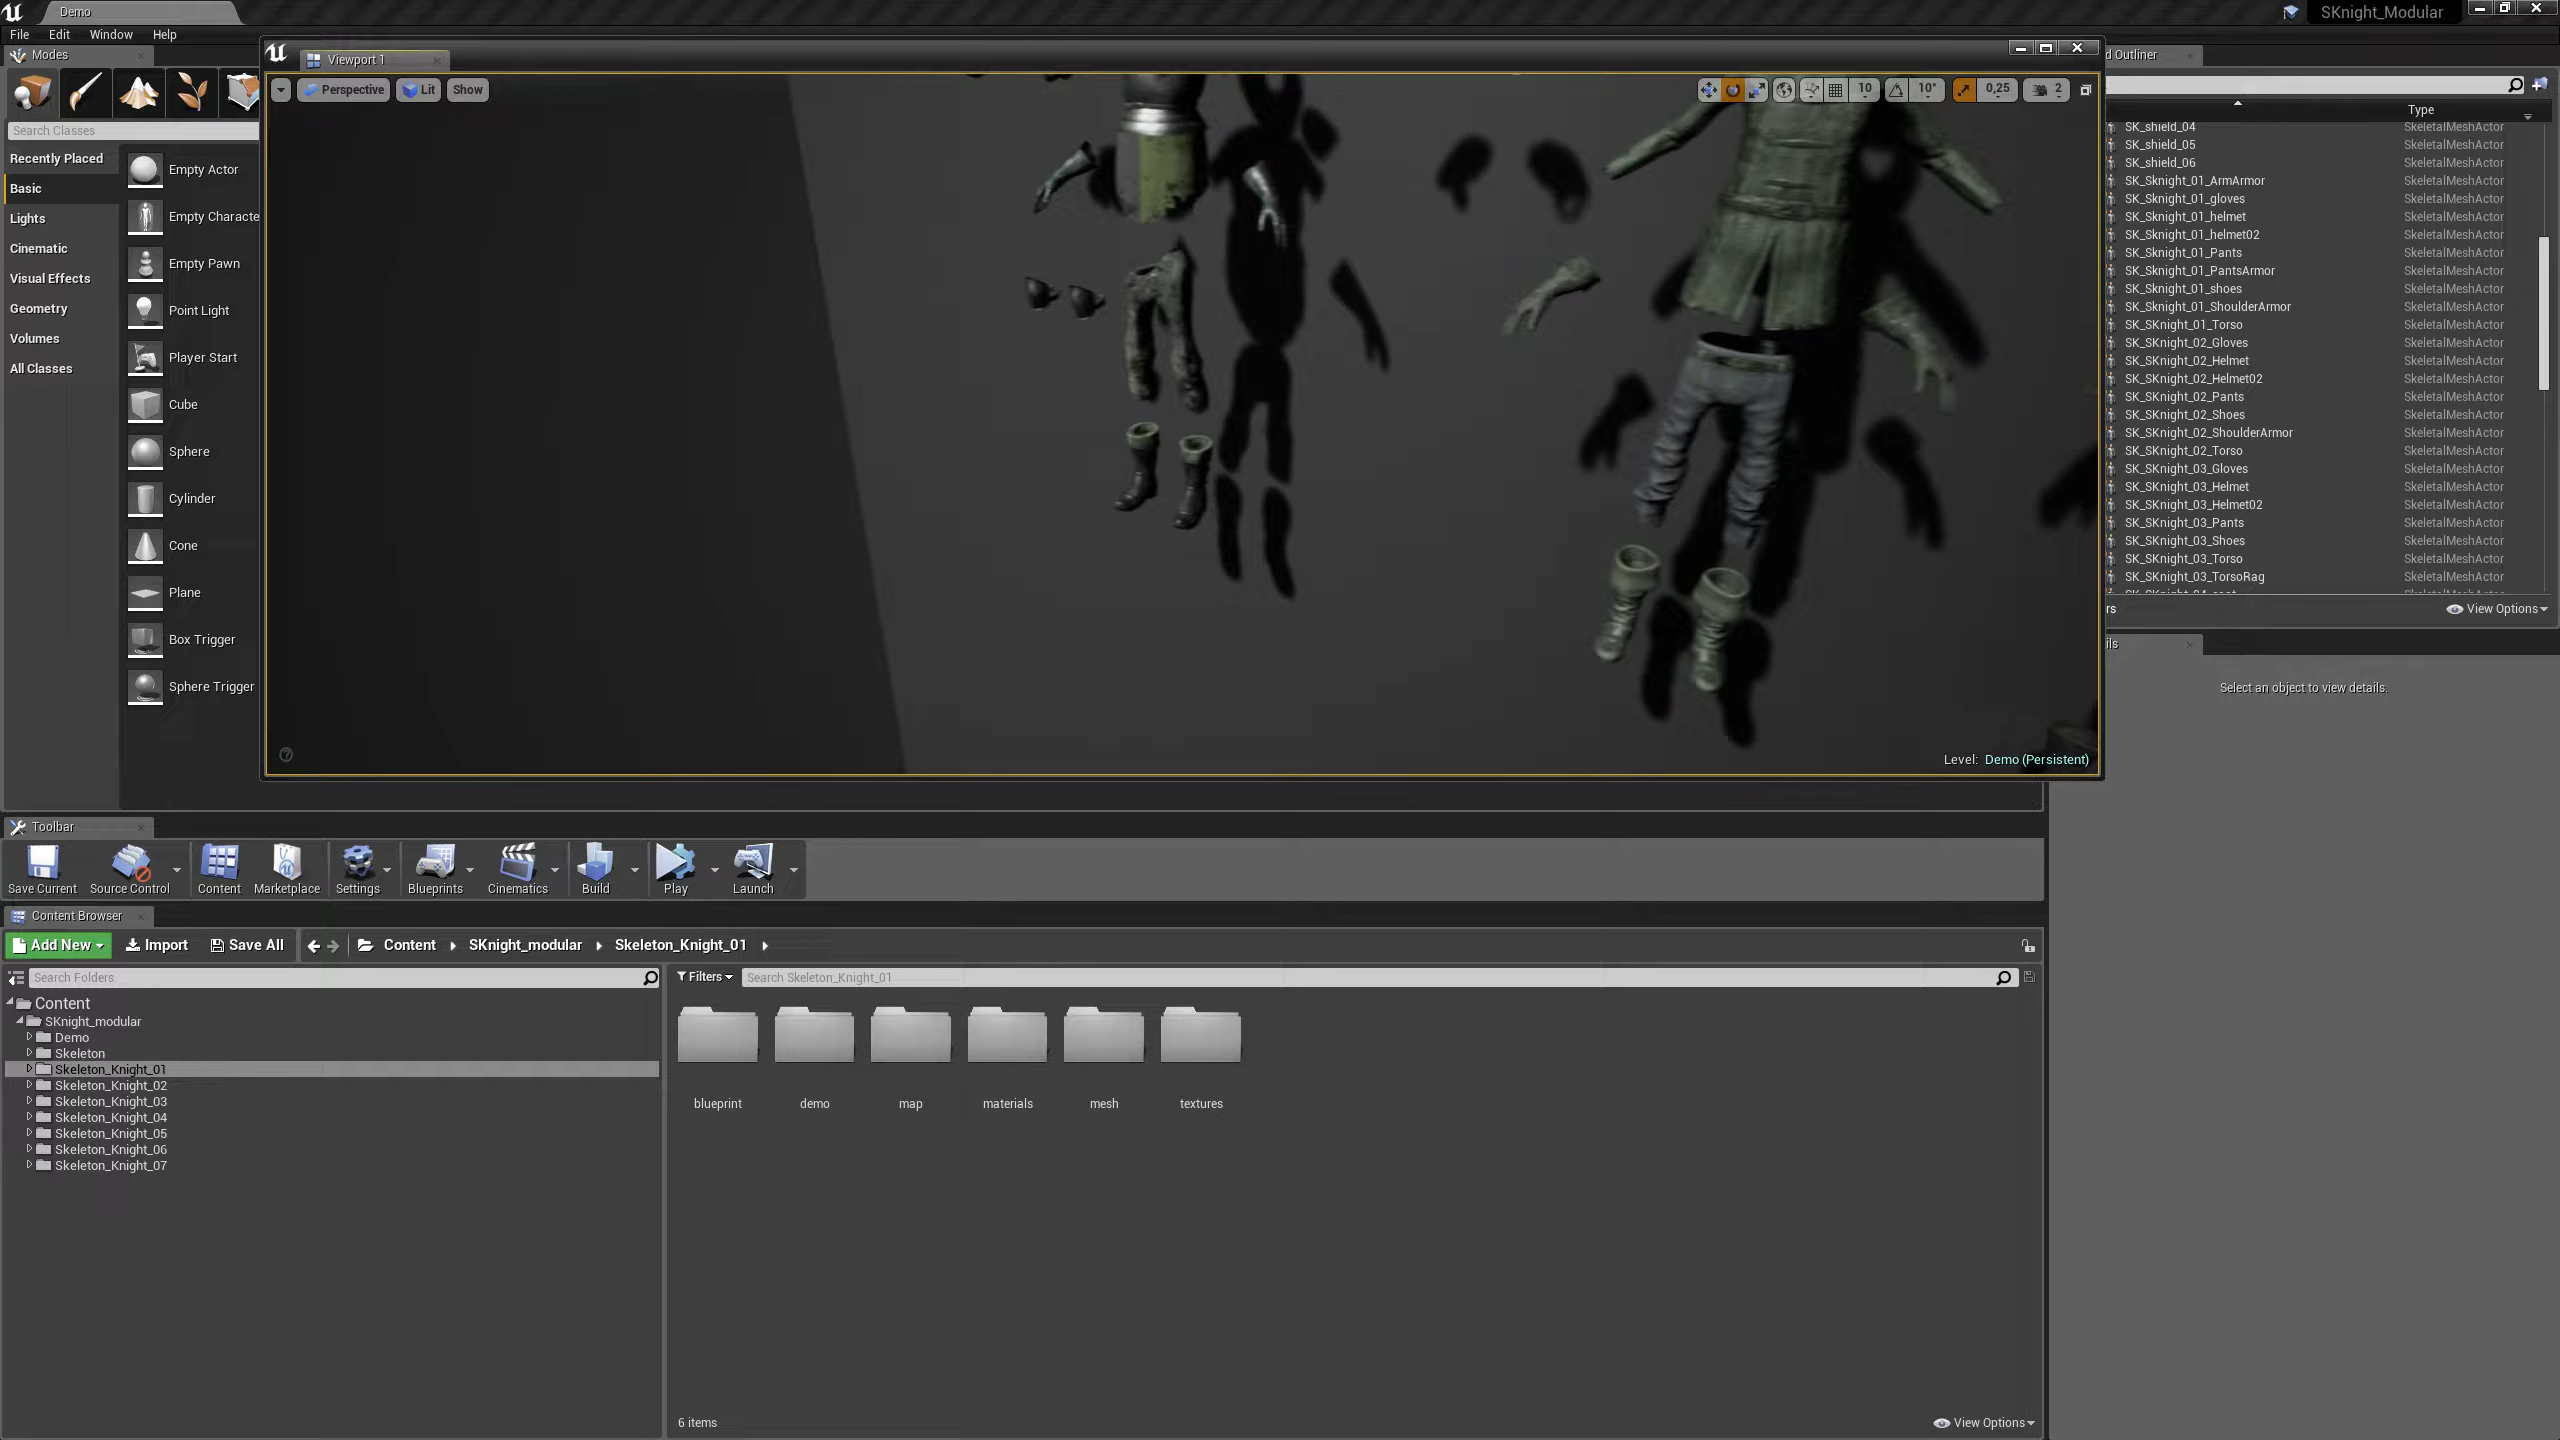 Demo
SKnight_Modular
File Edit Window Help
Modes
Viewport 1
d Outliner
Perspective Lit Show
10 10° 0,25 2
Search Classes
Type
Recently Placed
Basic
Lights
Cinematic
Visual Effects
Geometry
Volumes
All Classes
Empty Actor
Empty Characte
Empty Pawn
Point Light
Player Start
Cube
Sphere
Cylinder
Cone
Plane
Box Trigger
Sphere Trigger
SK_shield_04 SkeletalMeshActor
SK_shield_05 SkeletalMeshActor
SK_shield_06 SkeletalMeshActor
SK_Sknight_01_ArmArmor SkeletalMeshActor
SK_Sknight_01_gloves SkeletalMeshActor
SK_Sknight_01_helmet SkeletalMeshActor
SK_Sknight_01_helmet02 SkeletalMeshActor
SK_Sknight_01_Pants SkeletalMeshActor
SK_Sknight_01_PantsArmor SkeletalMeshActor
SK_Sknight_01_shoes SkeletalMeshActor
SK_Sknight_01_ShoulderArmor SkeletalMeshActor
SK_SKnight_01_Torso SkeletalMeshActor
SK_SKnight_02_Gloves SkeletalMeshActor
SK_SKnight_02_Helmet SkeletalMeshActor
SK_SKnight_02_Helmet02 SkeletalMeshActor
SK_SKnight_02_Pants SkeletalMeshActor
SK_SKnight_02_Shoes SkeletalMeshActor
SK_SKnight_02_ShoulderArmor SkeletalMeshActor
SK_SKnight_02_Torso SkeletalMeshActor
SK_SKnight_03_Gloves SkeletalMeshActor
SK_SKnight_03_Helmet SkeletalMeshActor
SK_SKnight_03_Helmet02 SkeletalMeshActor
SK_SKnight_03_Pants SkeletalMeshActor
SK_SKnight_03_Shoes SkeletalMeshActor
SK_SKnight_03_Torso SkeletalMeshActor
SK_SKnight_03_TorsoRag SkeletalMeshActor
rs View Options
ils
Select an object to view details.
Level: Demo (Persistent)
Toolbar
Save Current Source Control Content Marketplace Settings Blueprints Cinematics Build Play Launch
Content Browser
Add New Import Save All Content SKnight_modular Skeleton_Knight_01
Search Folders
Filters Search Skeleton_Knight_01
Content
SKnight_modular
Demo
Skeleton
Skeleton_Knight_01
Skeleton_Knight_02
Skeleton_Knight_03
Skeleton_Knight_04
Skeleton_Knight_05
Skeleton_Knight_06
Skeleton_Knight_07
blueprint demo map materials mesh textures
6 items View Options